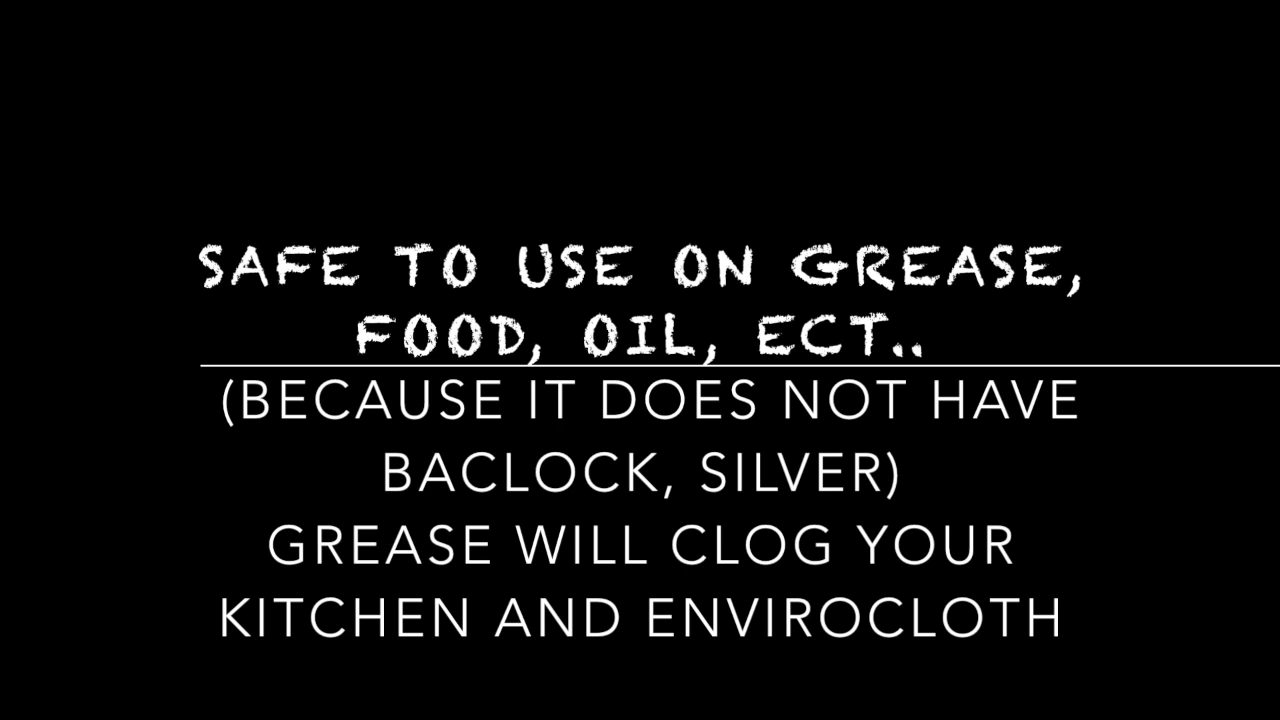 SAFE TO USE ON GREASE,
FOOD, OIL, ECT..
(BECAUSE IT DOES NOT HAVE
BACLOCK, SILVER)
GREASE WILL CLOG YOUR
KITCHEN AND ENVIROCLOTH